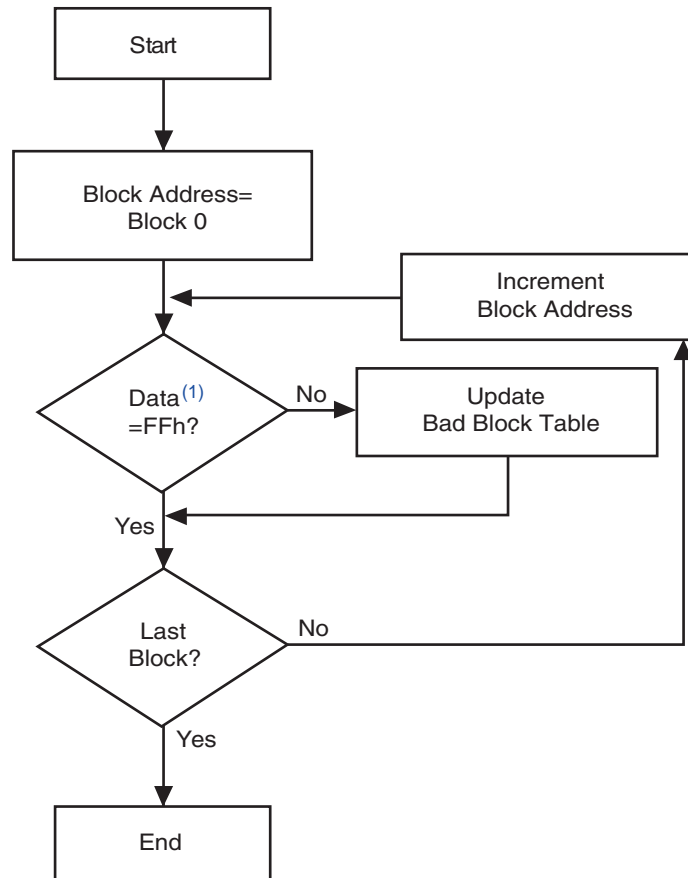 Start
Block Address=
Block 0
Increment
Block Address
Data(1)
=FFh?
No
Update
Bad Block Table
Yes
Last
Block?
No
Yes
End